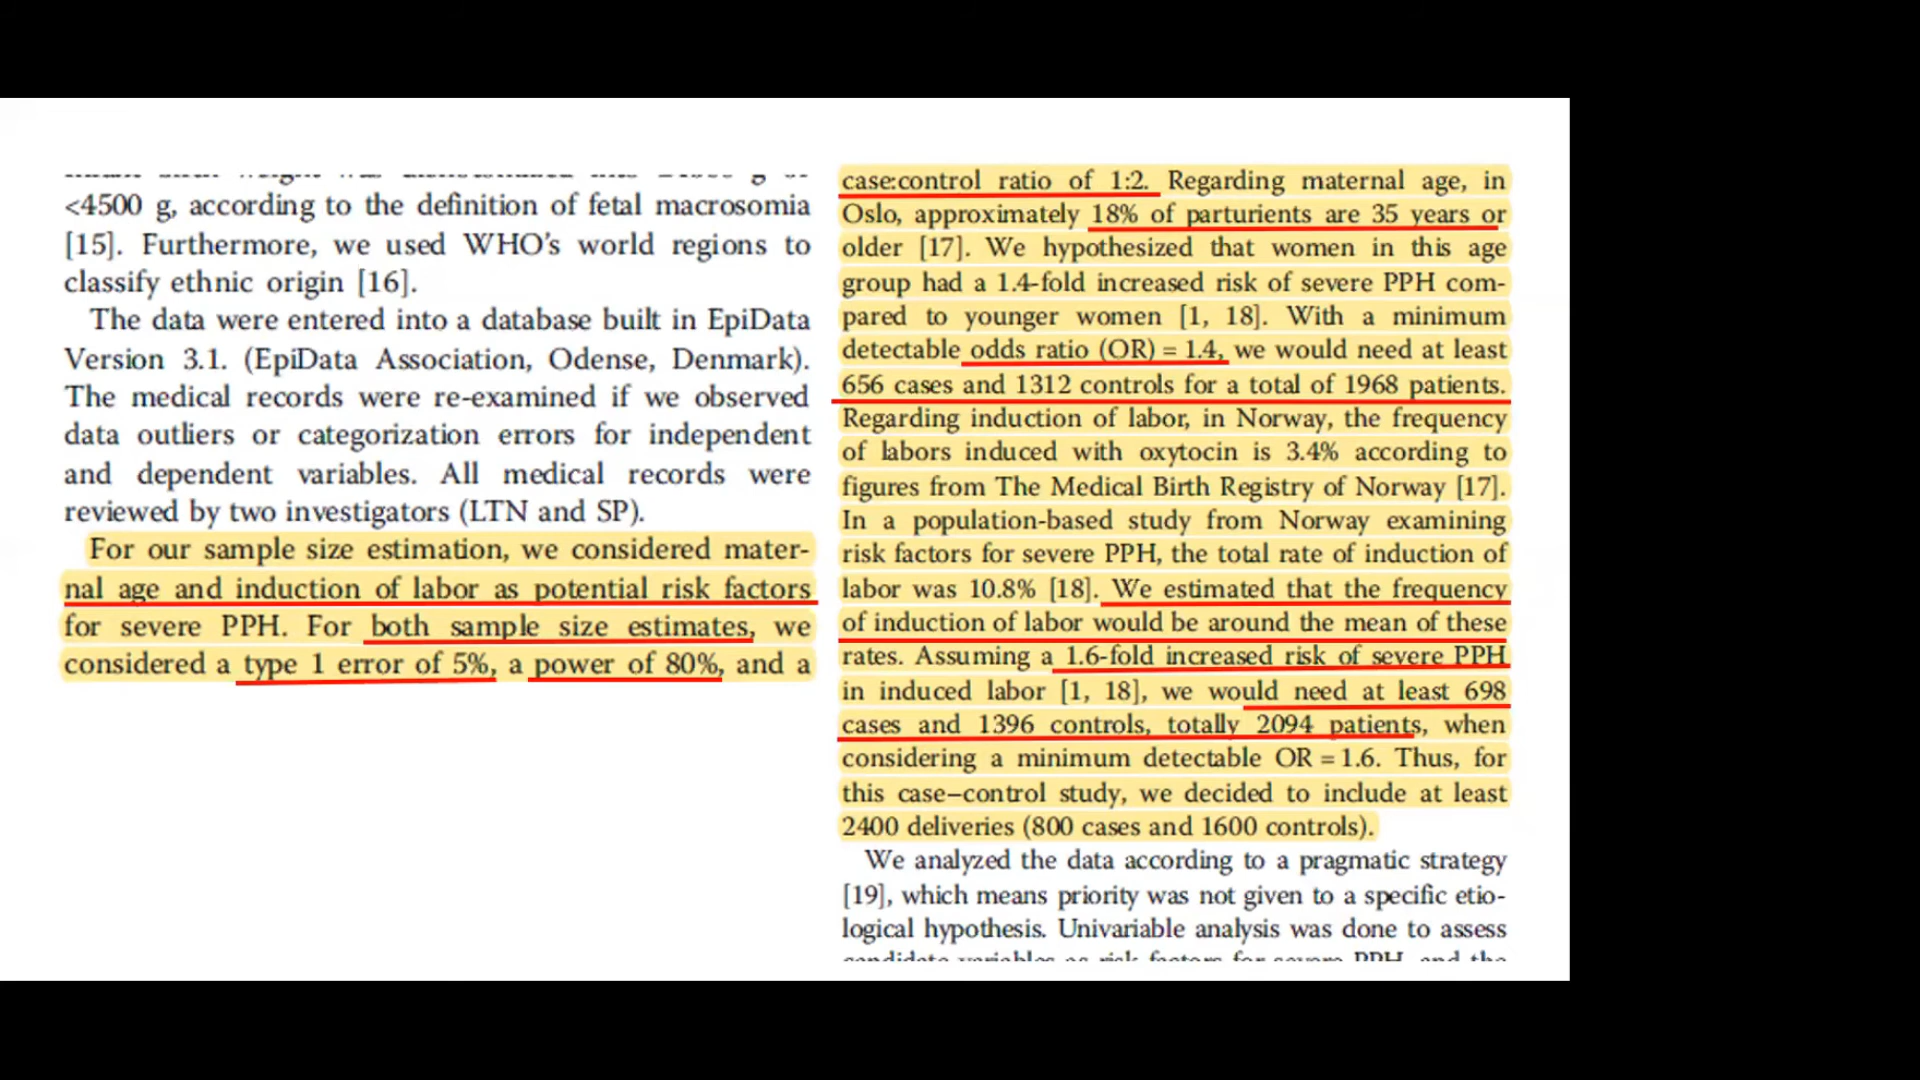 <4500 g, according to the definition of fetal macrosomia
[15]. Furthermore, we used WHO's world regions to
classify ethnic origin [16].
The data were entered into a database built in EpiData
Version 3.1. (EpiData Association, Odense, Denmark).
The medical records were re-examined if we observed
data outliers or categorization errors for independent
and dependent variables. All medical records were
reviewed by two investigators (LTN and SP).
For our sample size estimation, we considered mater-
nal age and induction of labor as potential risk factors
for severe PPH. For both sample size estimates, we
considered a type 1 error of 5%, a power of 80%, and a
case:control ratio of 1:2. Regarding maternal age, in
Oslo, approximately 18% of parturients are 35 years or
older [17]. We hypothesized that women in this age
group had a 1.4-fold increased risk of severe PPH com-
pared to younger women [1, 18]. With a minimum
detectable odds ratio (OR) = 1.4, we would need at least
656 cases and 1312 controls for a total of 1968 patients.
Regarding induction of labor, in Norway, the frequency
of labors induced with oxytocin is 3.4% according to
figures from The Medical Birth Registry of Norway [17].
In a population-based study from Norway examining
risk factors for severe PPH, the total rate of induction of
labor was 10.8% [18]. We estimated that the frequency
of induction of labor would be around the mean of these
rates. Assuming a 1.6-fold increased risk of severe PPH
in induced labor [1, 18], we would need at least 698
cases and 1396 controls, totally 2094 patients, when
considering a minimum detectable OR = 1.6. Thus, for
this case–control study, we decided to include at least
2400 deliveries (800 cases and 1600 controls).
We analyzed the data according to a pragmatic strategy
[19], which means priority was not given to a specific etio-
logical hypothesis. Univariable analysis was done to assess
candidate variables as risk factors for severe PPH, and the